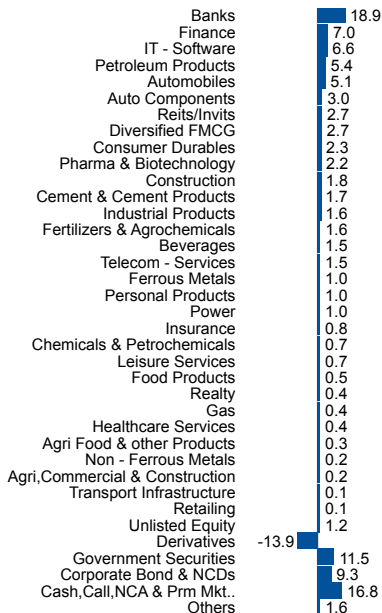 Banks 18.9
Finance 7.0
IT - Software 6.6
Petroleum Products 5.4
Automobiles 5.1
Auto Components 3.0
Reits/Invits 2.7
Diversified FMCG 2.7
Consumer Durables 2.3
Pharma & Biotechnology 2.2
Construction 1.8
Cement & Cement Products 1.7
Industrial Products 1.6
Fertilizers & Agrochemicals 1.6
Beverages 1.5
Telecom - Services 1.5
Ferrous Metals 1.0
Personal Products 1.0
Power 1.0
Insurance 0.8
Chemicals & Petrochemicals 0.7
Leisure Services 0.7
Food Products 0.5
Realty 0.4
Gas 0.4
Healthcare Services 0.4
Agri Food & other Products 0.3
Non - Ferrous Metals 0.2
Agri,Commercial & Construction 0.2
Transport Infrastructure 0.1
Retailing 0.1
Unlisted Equity 1.2
Derivatives -13.9
Government Securities 11.5
Corporate Bond & NCDs 9.3
Cash,Call,NCA & Prm Mkt.. 16.8
Others 1.6